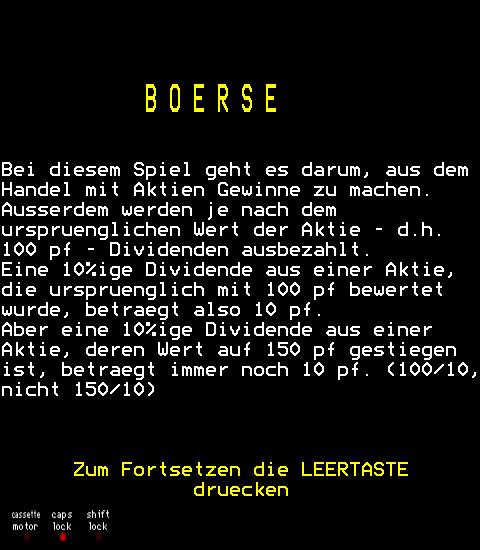 BOERSE
Bei diesem Spiel geht es darum, aus dem
Handel mit Aktien Gewinne zu machen.
Ausserdem werden je nach dem
urspruenglichen Wert der Aktie - d.h.
100 pf - Dividenden ausbezahlt.
Eine 10%ige Dividende aus einer Aktie,
die urspruenglich mit 100 pf bewertet
wurde, betraegt also 10 pf.
Aber eine 10%ige Dividende aus einer
Aktie, deren Wert auf 150 pf gestiegen
ist, betraegt immer noch 10 pf. (100/10,
nicht 150/10)
Zum Fortsetzen die LEERTASTE
druecken
cassette caps shift
motor lock lock